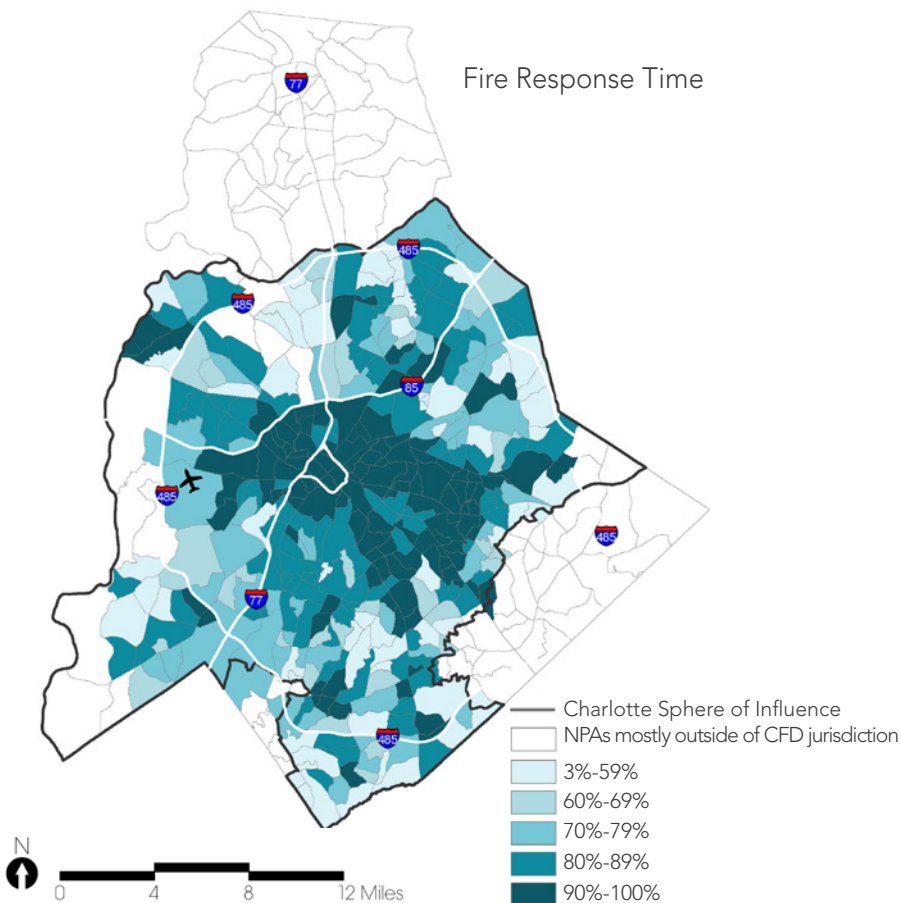 Fire Response Time
77
485
485
85
485
485
77
485
Charlotte Sphere of Influence
NPAs mostly outside of CFD jurisdiction
3%-59%
60%-69%
70%-79%
80%-89%
90%-100%
N
0 4 8 12 Miles